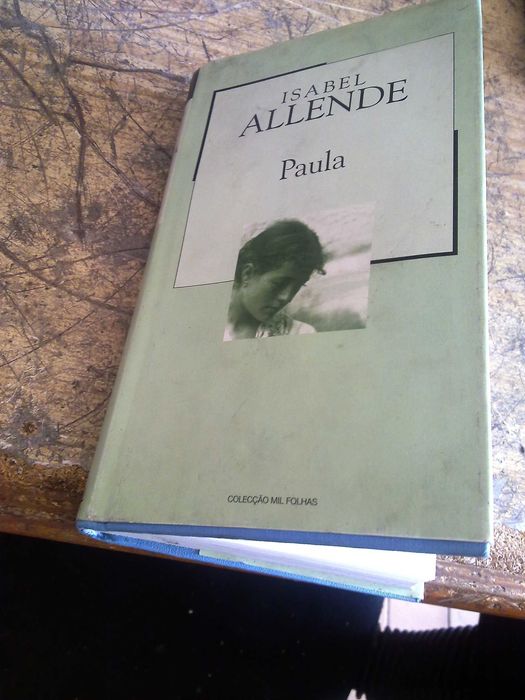 ISABEL
ALLENDE
Paula
COLECÇÃO MIL FOLHAS